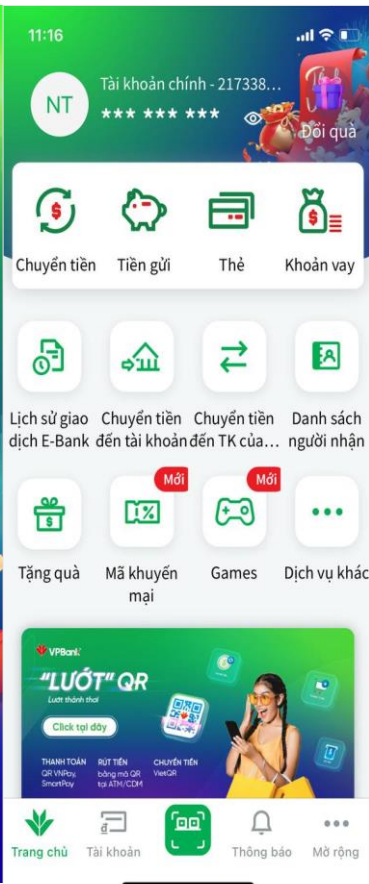 11:16
NT
Tài khoản chính - 217338...
*** *** ***
Đổi quà
Chuyển tiền Tiền gửi Thẻ Khoản vay
Lịch sử giao Chuyển tiền Chuyển tiền Danh sách
dịch E-Bank đến tài khoản đến TK của... người nhận
Mới Mới
Tặng quà Mã khuyến Games Dịch vụ khác
mại
VPBank
"LUỚT" QR
Lướt thảnh thơi
Click tại đây
THANH TOÁN RÚT TIỀN CHUYỂN TIỀN
QR VNPay, bằng mã QR VietQR
SmartPay tại ATM/CDM
Trang chủ Tài khoản Thông báo Mở rộng